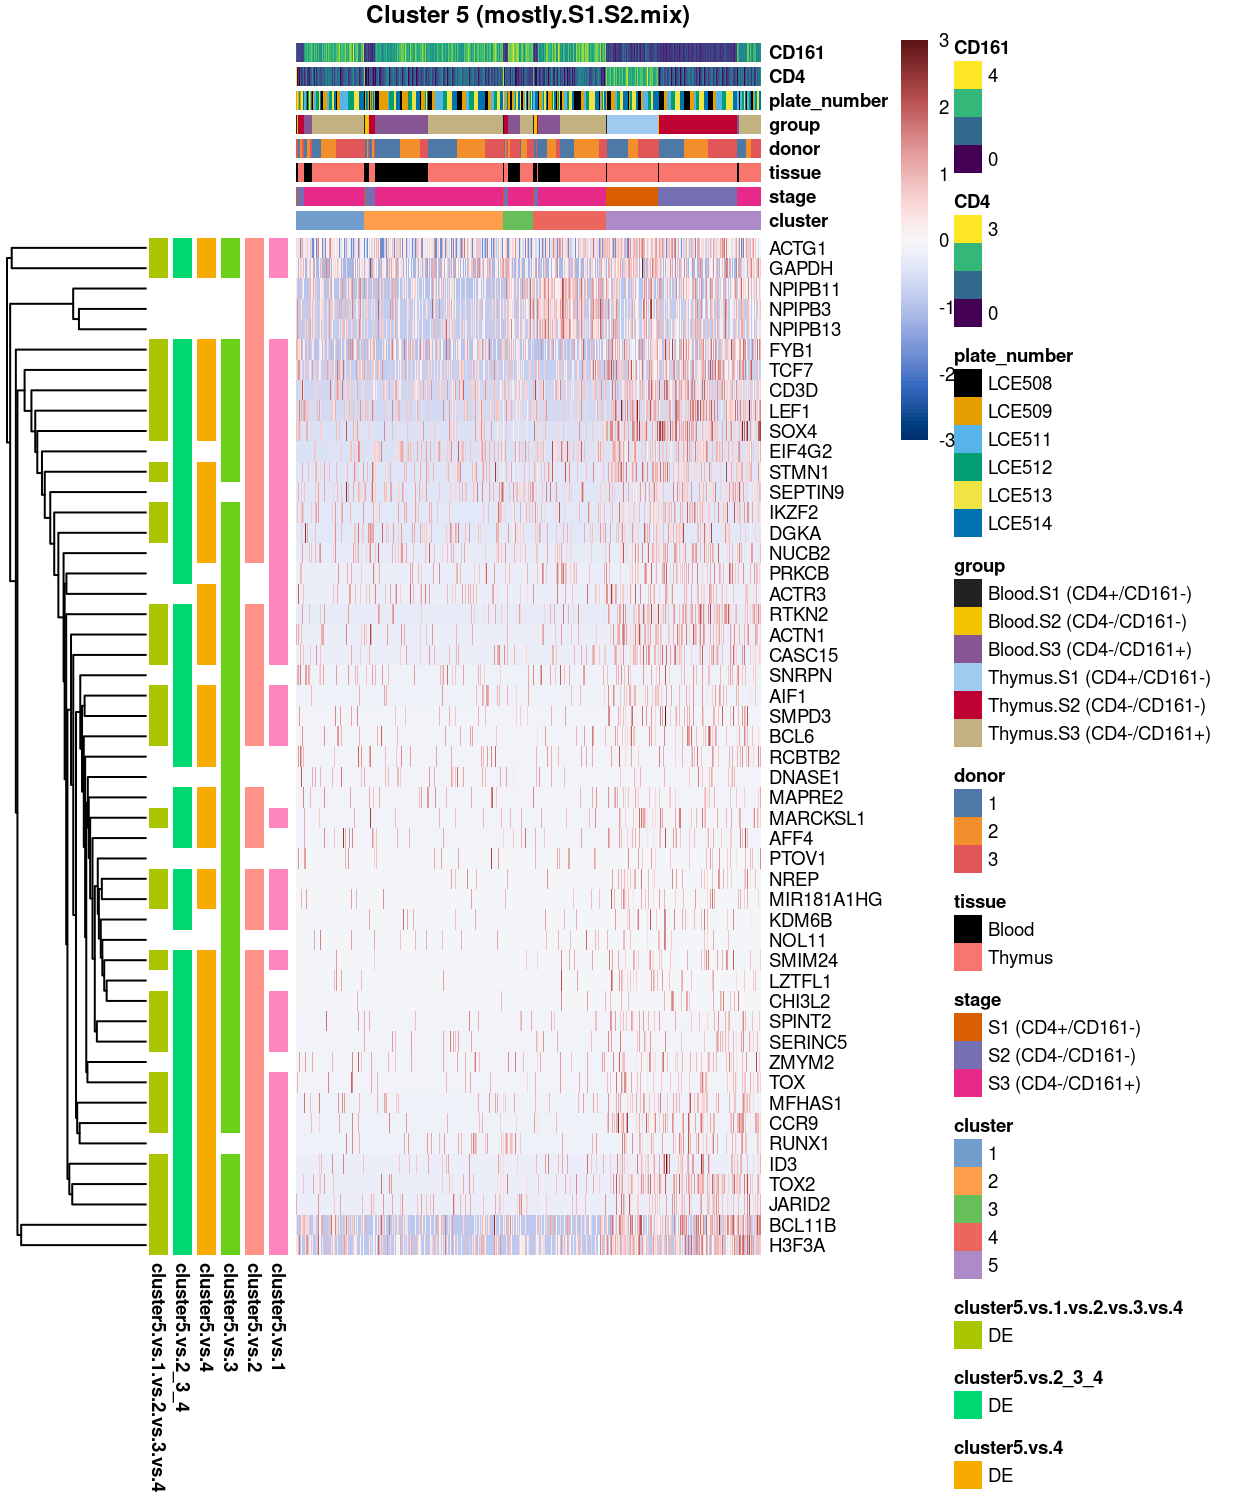 Cluster 5 (mostly.S1.S2.mix)
CD161
CD4
plate_number
group
donor
tissue
stage
cluster
ACTG1
GAPDH
NPIPB11
NPIPB3
NPIPB13
FYB1
TCF7
CD3D
LEF1
SOX4
EIF4G2
STMN1
SEPTIN9
IKZF2
DGKA
NUCB2
PRKCB
ACTR3
RTKN2
ACTN1
CASC15
SNRPN
AIF1
SMPD3
BCL6
RCBTB2
DNASE1
MAPRE2
MARCKSL1
AFF4
PTOV1
NREP
MIR181A1HG
KDM6B
NOL11
SMIM24
LZTFL1
CHI3L2
SPINT2
SERINC5
ZMYM2
TOX
MFHAS1
CCR9
RUNX1
ID3
TOX2
JARID2
BCL11B
H3F3A
cluster5.vs.1.vs.2.vs.3.vs.4
cluster5.vs.2_3_4
cluster5.vs.4
cluster5.vs.3
cluster5.vs.2
cluster5.vs.1
3
2
1
0
-1
-2
-3
CD161
4
0
CD4
3
0
plate_number
LCE508
LCE509
LCE511
LCE512
LCE513
LCE514
group
Blood.S1 (CD4+/CD161-)
Blood.S2 (CD4-/CD161-)
Blood.S3 (CD4-/CD161+)
Thymus.S1 (CD4+/CD161-)
Thymus.S2 (CD4-/CD161-)
Thymus.S3 (CD4-/CD161+)
donor
1
2
3
tissue
Blood
Thymus
stage
S1 (CD4+/CD161-)
S2 (CD4-/CD161-)
S3 (CD4-/CD161+)
cluster
1
2
3
4
5
cluster5.vs.1.vs.2.vs.3.vs.4
DE
cluster5.vs.2_3_4
DE
cluster5.vs.4
DE